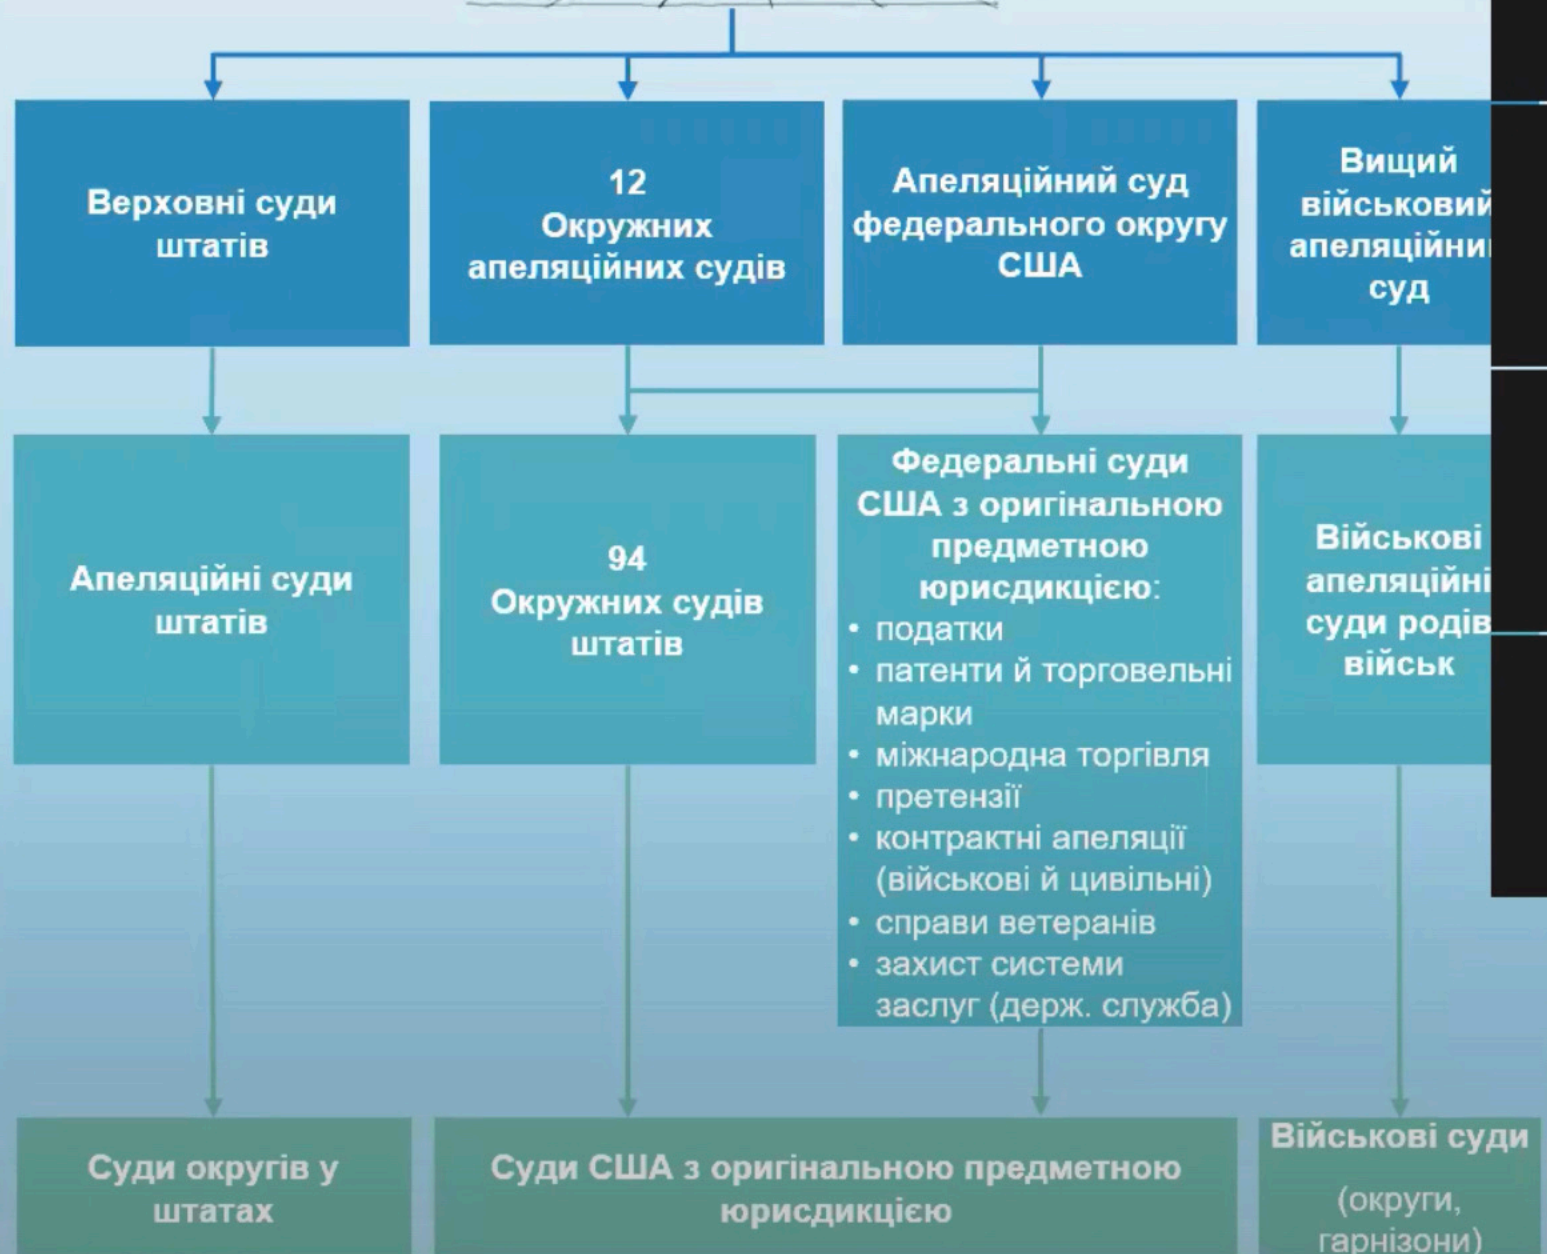 Верховні суди
штатів
12
Окружних
апеляційних судів
Апеляційний суд
федерального округу
США
Вищий
військовий
суд
Апеляційні суди
штатів
94
Окружних судів
штатів
Федеральні суди
США з оригінальною
предметною
юрисдикцією:
• податки
• патенти й торговельні
марки
• міжнародна торгівля
• претензії
• контрактні апеляції
(військові й цивільні)
• справи ветеранів
• захист системи
заслуг (держ. служба)
Військові
апеляційні
суди родів
військ
Суди округів у
штатах
Суди США з оригінальною предметною
юрисдикцією
Військові суди
(округи,
гарнізони)